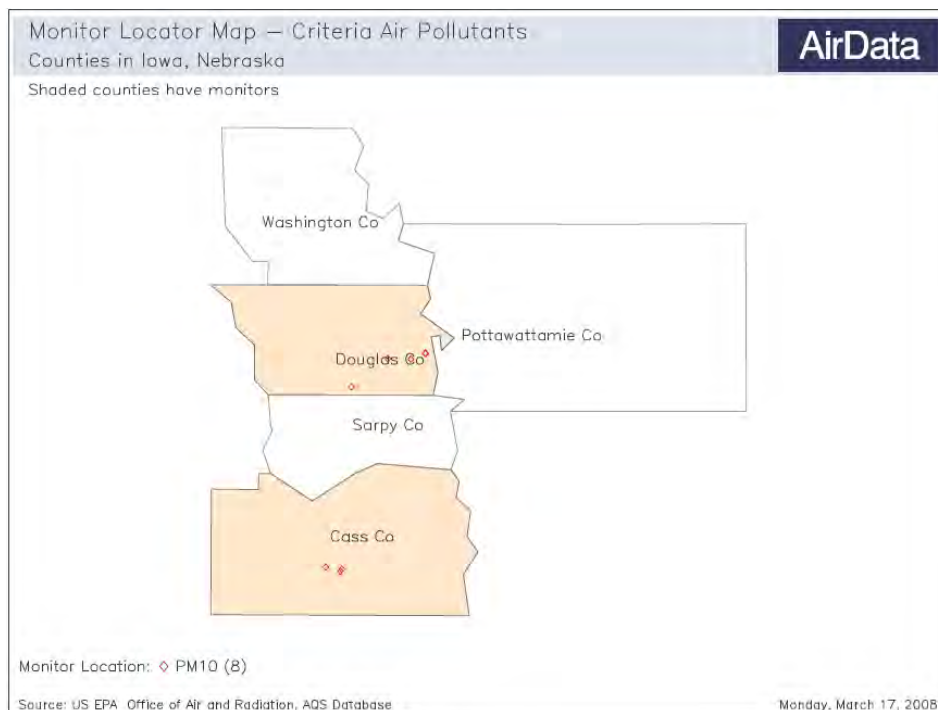 Monitor Locator Map – Criteria Air Pollutants
AirData
Counties in Iowa, Nebraska
Shaded counties have monitors
Washington Co
Pottawattamie Co
Douglas Co
Sarpy Co
Cass Co
Monitor Location: ◇ PM10 (8)
Source: US EPA Office of Air and Radiation, AQS Database
Monday, March 17, 2008